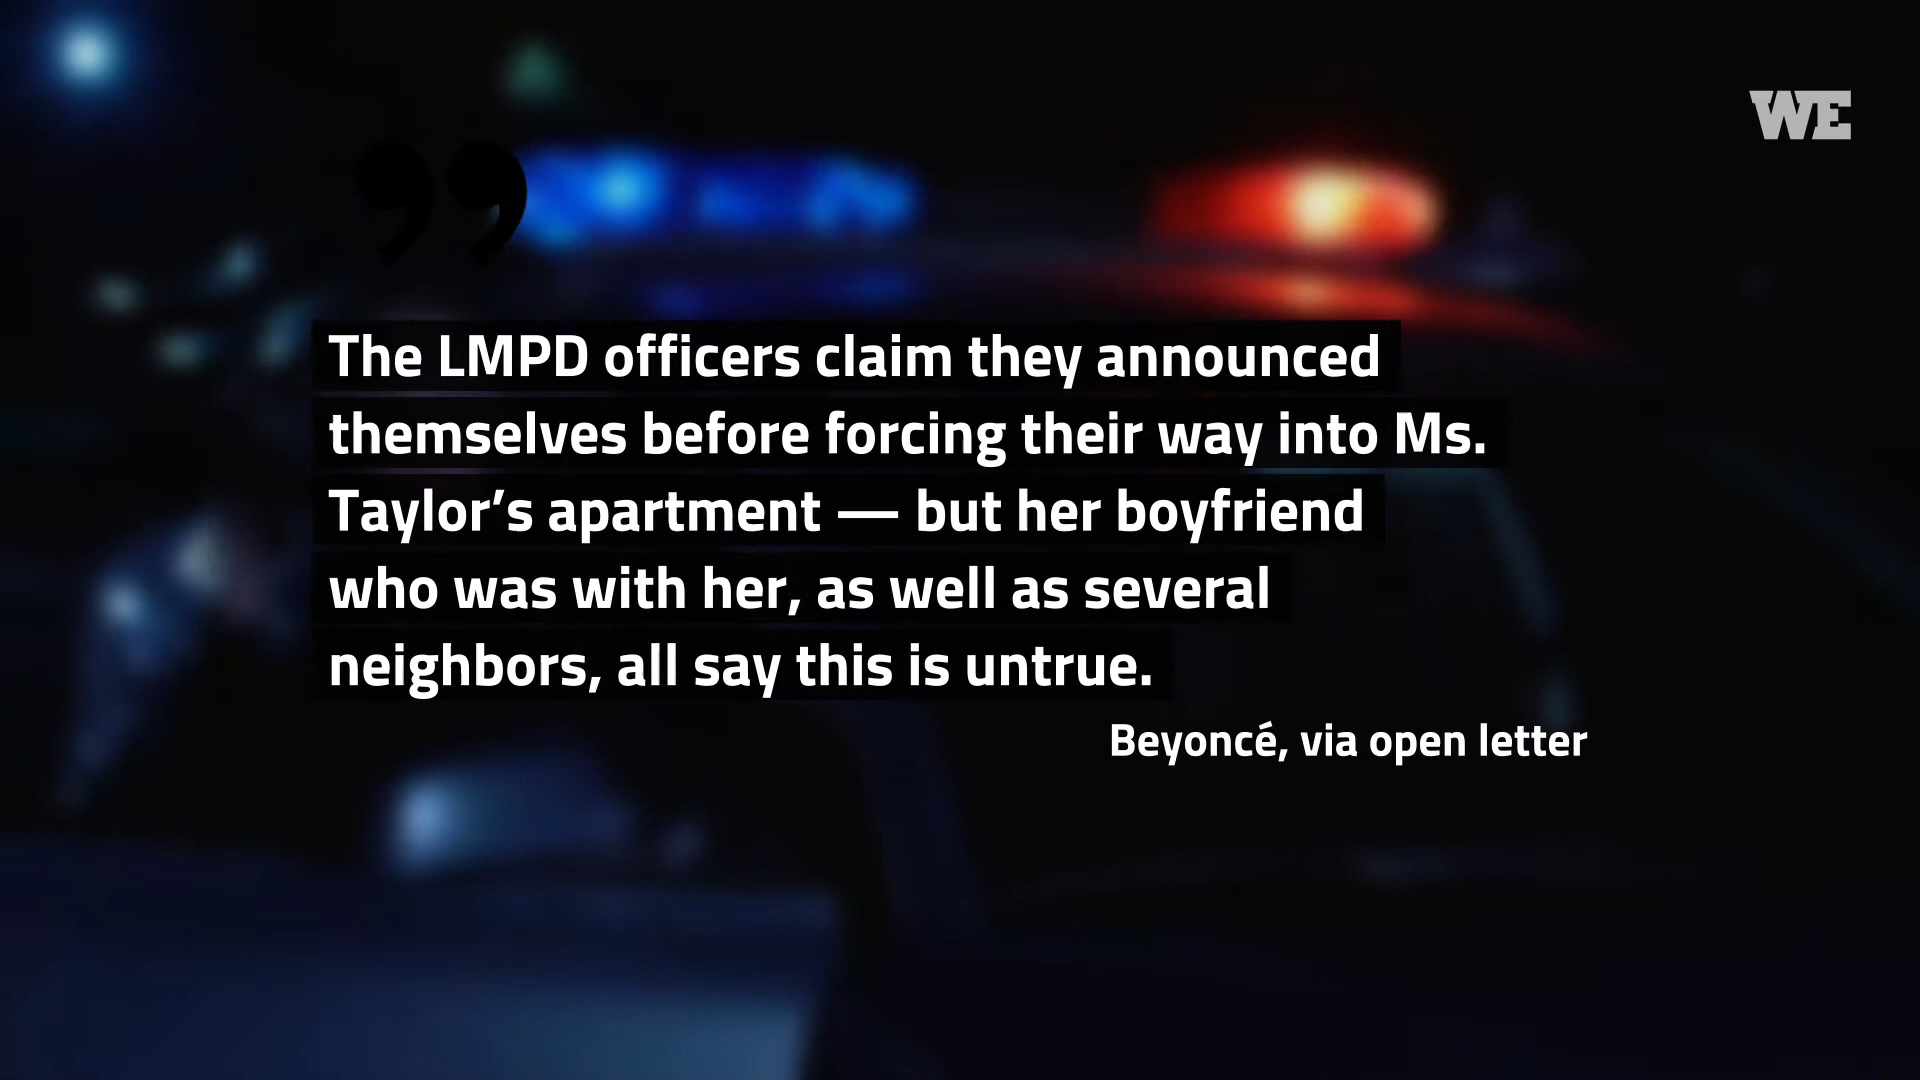 WE
”
The LMPD officers claim they announced
themselves before forcing their way into Ms.
Taylor’s apartment — but her boyfriend
who was with her, as well as several
neighbors, all say this is untrue.
Beyoncé, via open letter